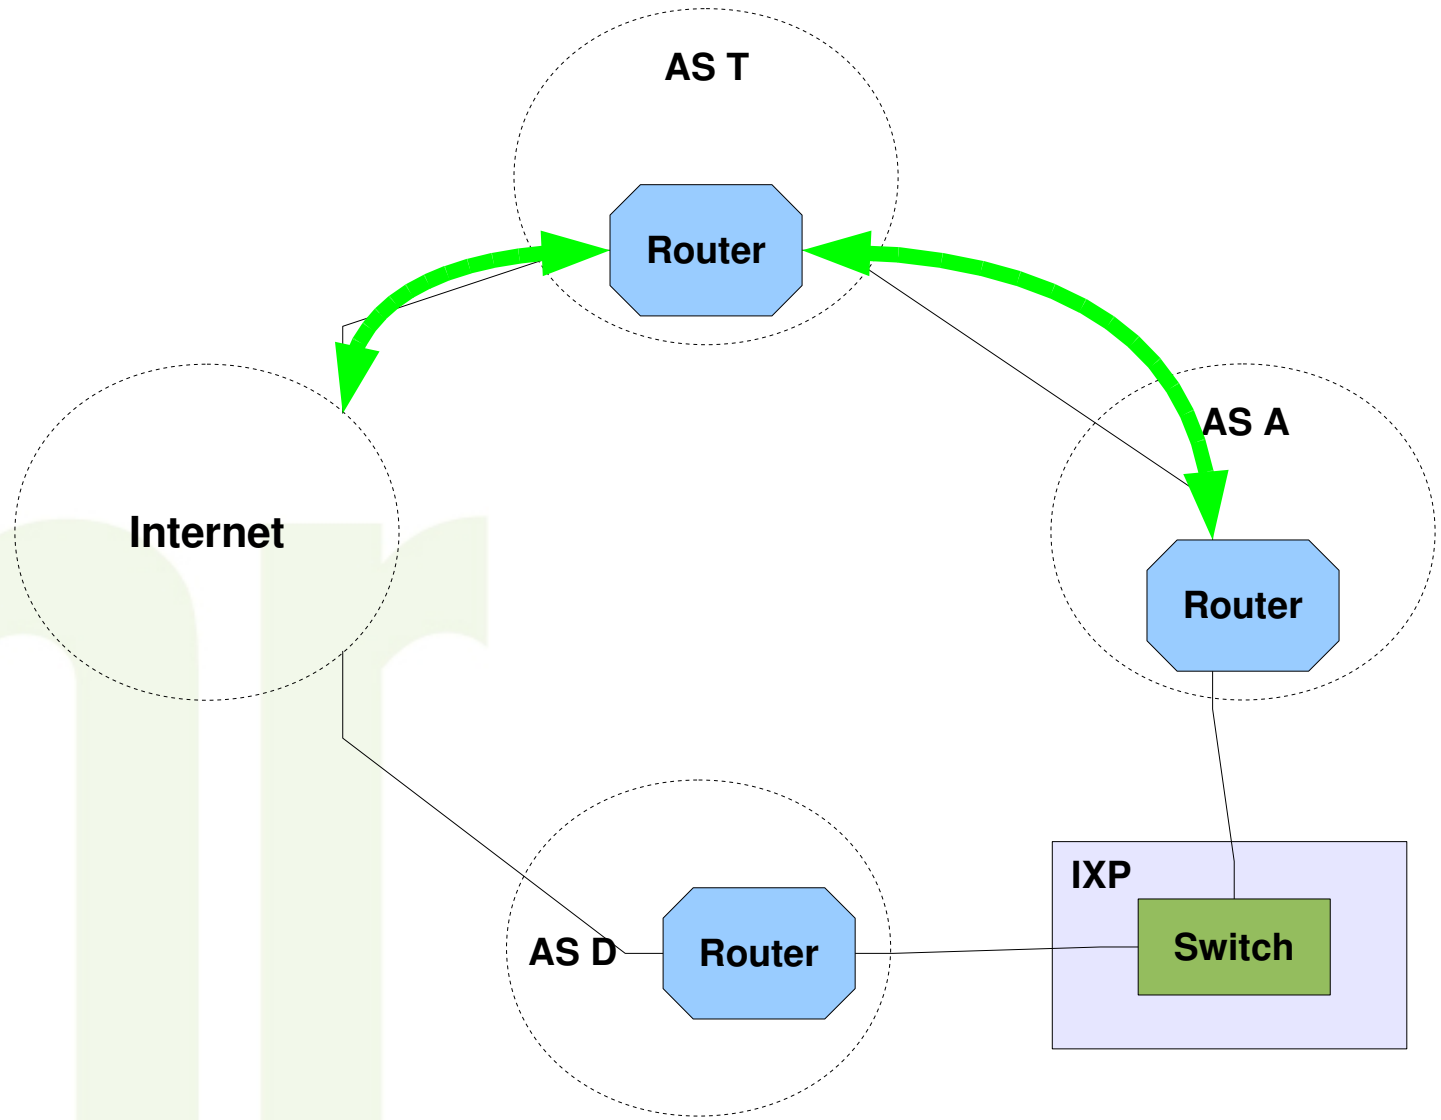 AS T
Router
AS A
Internet
Router
IXP
AS D
Router
Switch